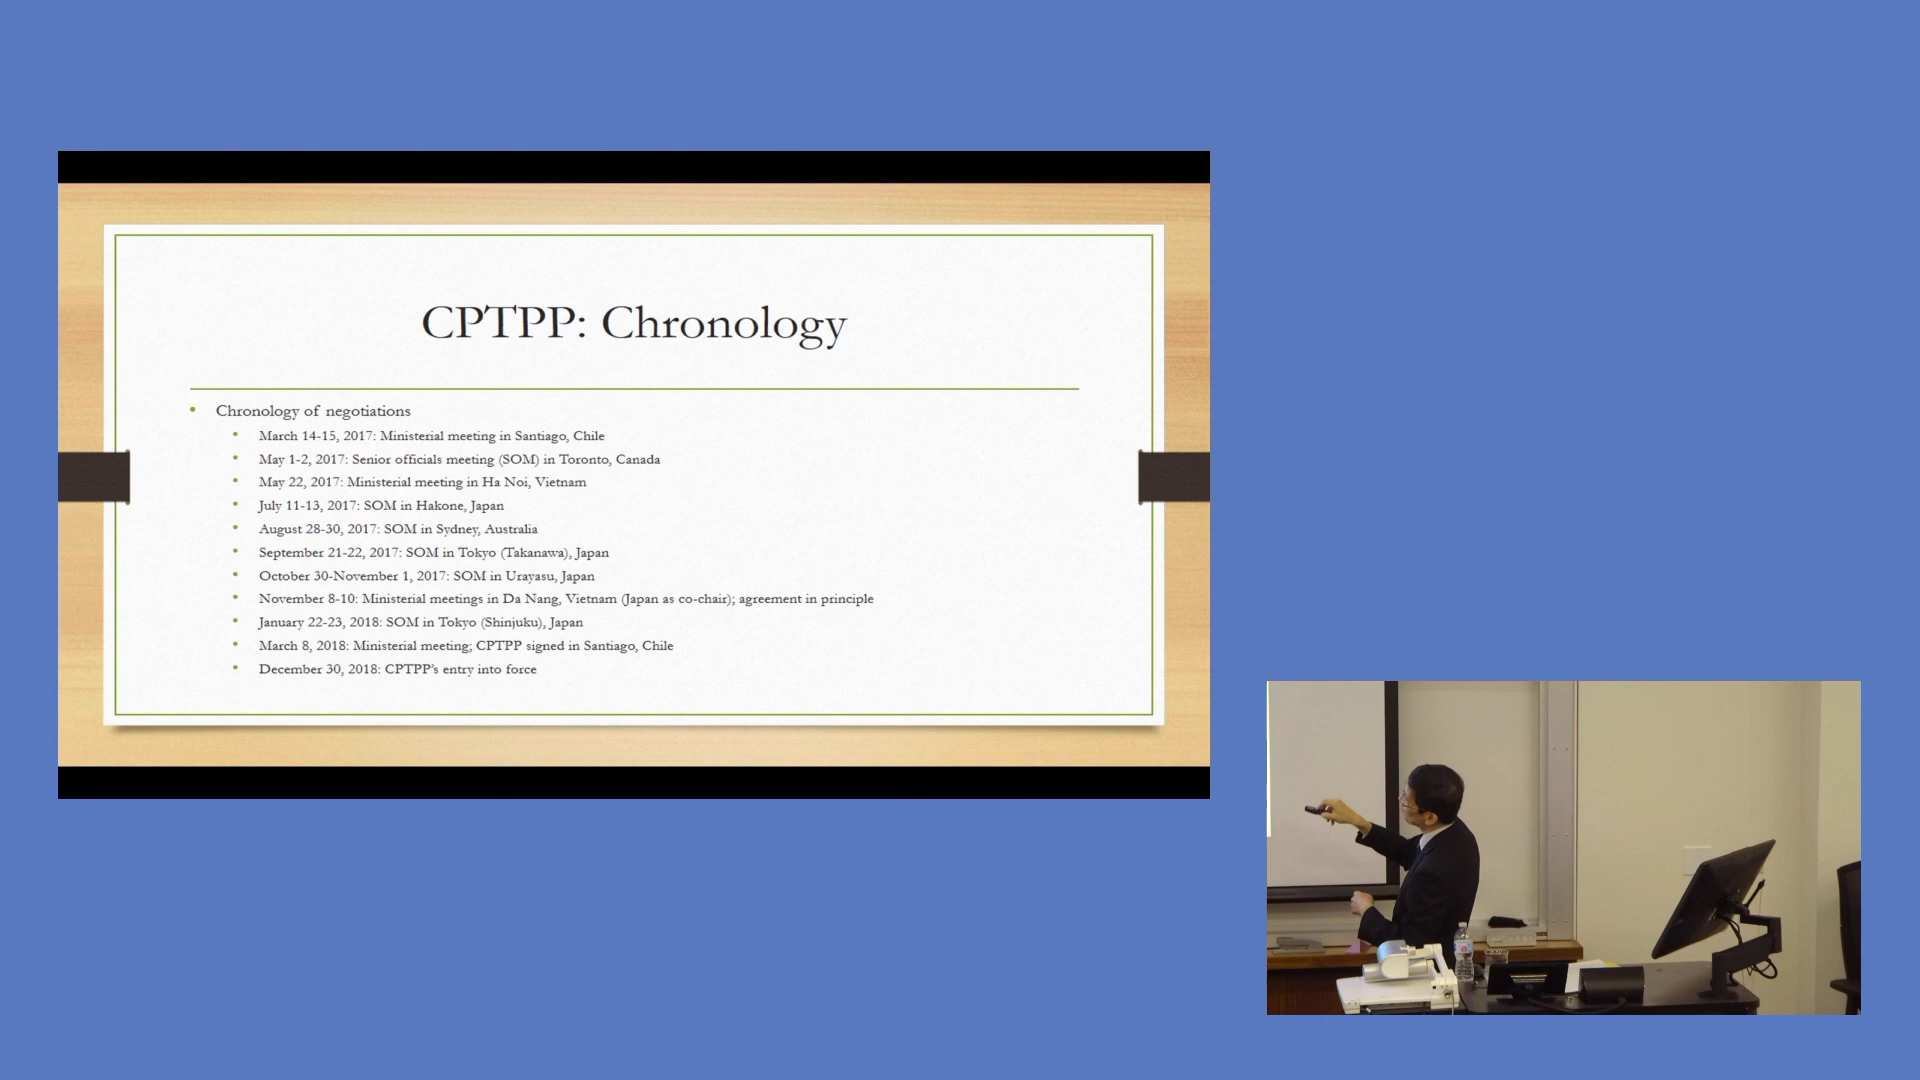 CPTPP: Chronology
• Chronology of negotiations
• March 14-15, 2017: Ministerial meeting in Santiago, Chile
• May 1-2, 2017: Senior officials meeting (SOM) in Toronto, Canada
• May 22, 2017: Ministerial meeting in Ha Noi, Vietnam
• July 11-13, 2017: SOM in Hakone, Japan
• August 28-30, 2017: SOM in Sydney, Australia
• September 21-22, 2017: SOM in Tokyo (Takanawa), Japan
• October 30-November 1, 2017: SOM in Urayasu, Japan
• November 8-10: Ministerial meetings in Da Nang, Vietnam (Japan as co-chair); agreement in principle
• January 22-23, 2018: SOM in Tokyo (Shinjuku), Japan
• March 8, 2018: Ministerial meeting; CPTPP signed in Santiago, Chile
• December 30, 2018: CPTPP's entry into force